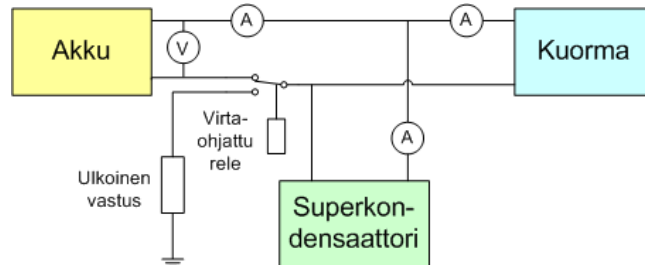 A
A
Akku
V
Kuorma
Virta-
ohjattu
rele
A
Ulkoinen
vastus
Superkon-
densaattori